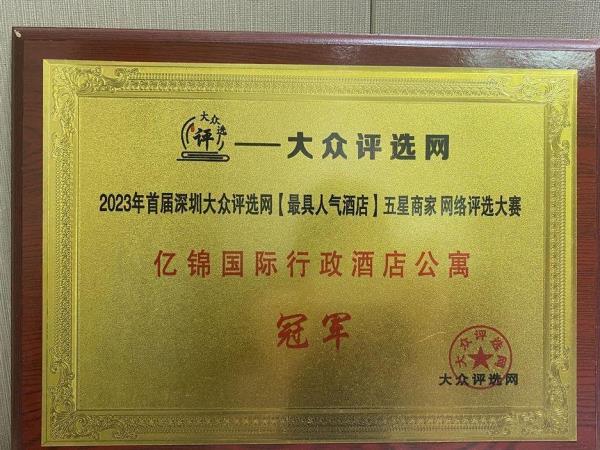 大众评选
大众评选网
2023年首届深圳大众评选网【最具人气酒店】五星商家 网络评选大赛
亿锦国际行政酒店公寓
冠军
大众评选网
大众评选网